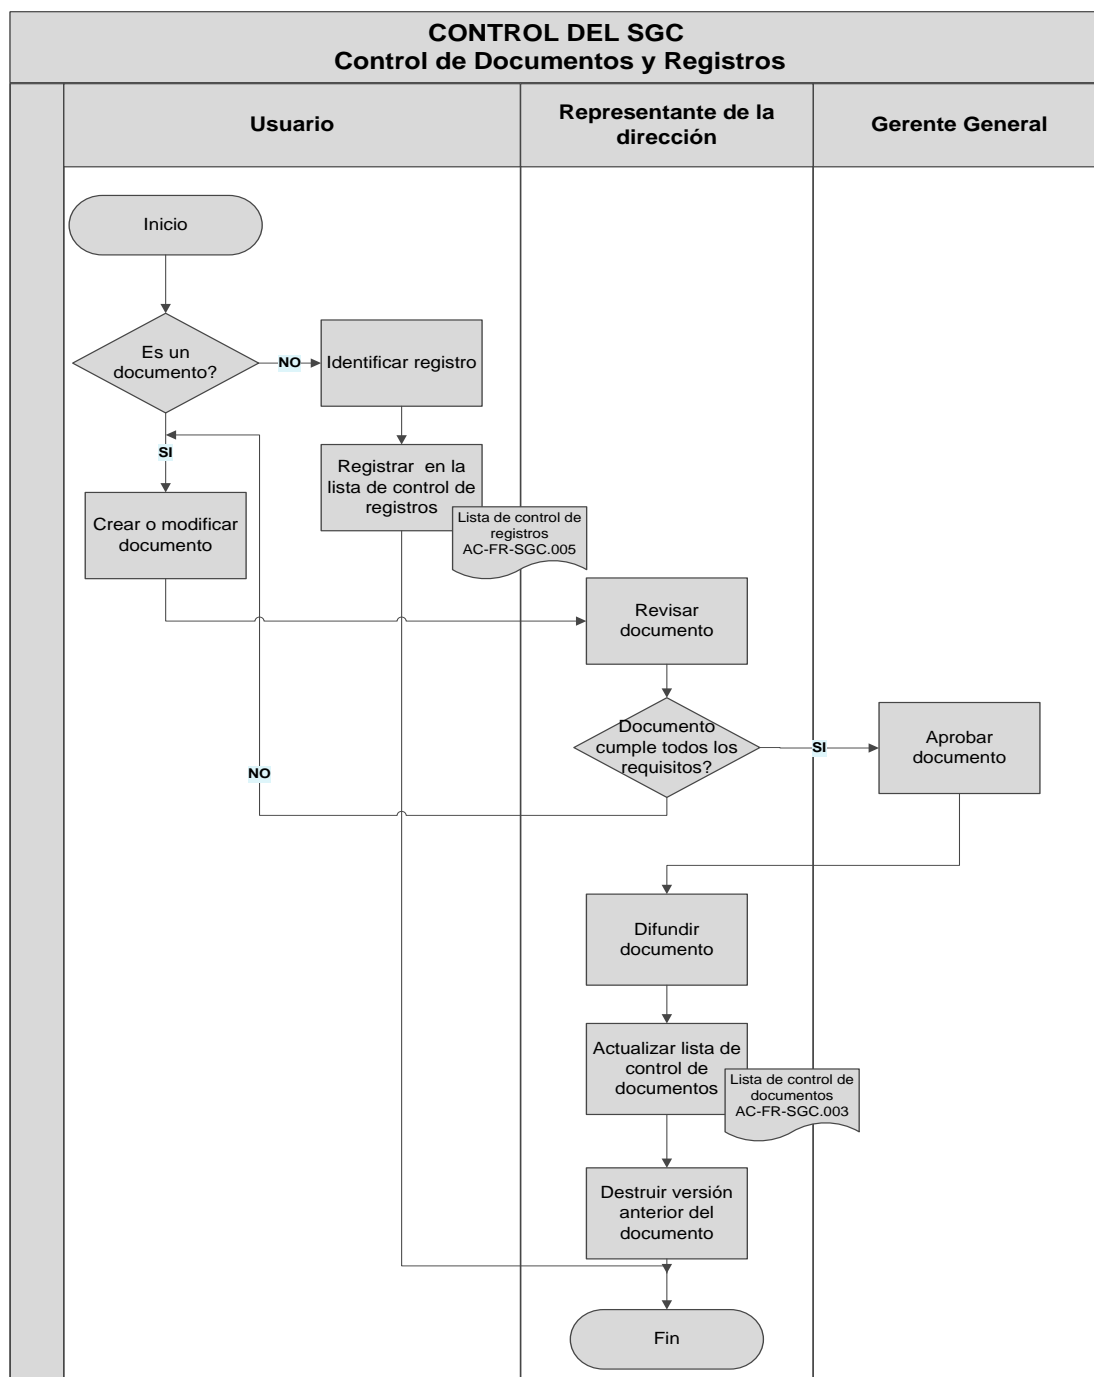 CONTROL DEL SGC
Control de Documentos y Registros
Usuario
Representante de la
dirección
Gerente General
Inicio
Es un
documento?
NO
Identificar registro
SI
Registrar en la
lista de control de
registros
Lista de control de
registros
AC-FR-SGC.005
Crear o modificar
documento
Revisar
documento
Documento
cumple todos los
requisitos?
SI
Aprobar
documento
NO
Difundir
documento
Actualizar lista de
control de
documentos
Lista de control de
documentos
AC-FR-SGC.003
Destruir versión
anterior del
documento
Fin